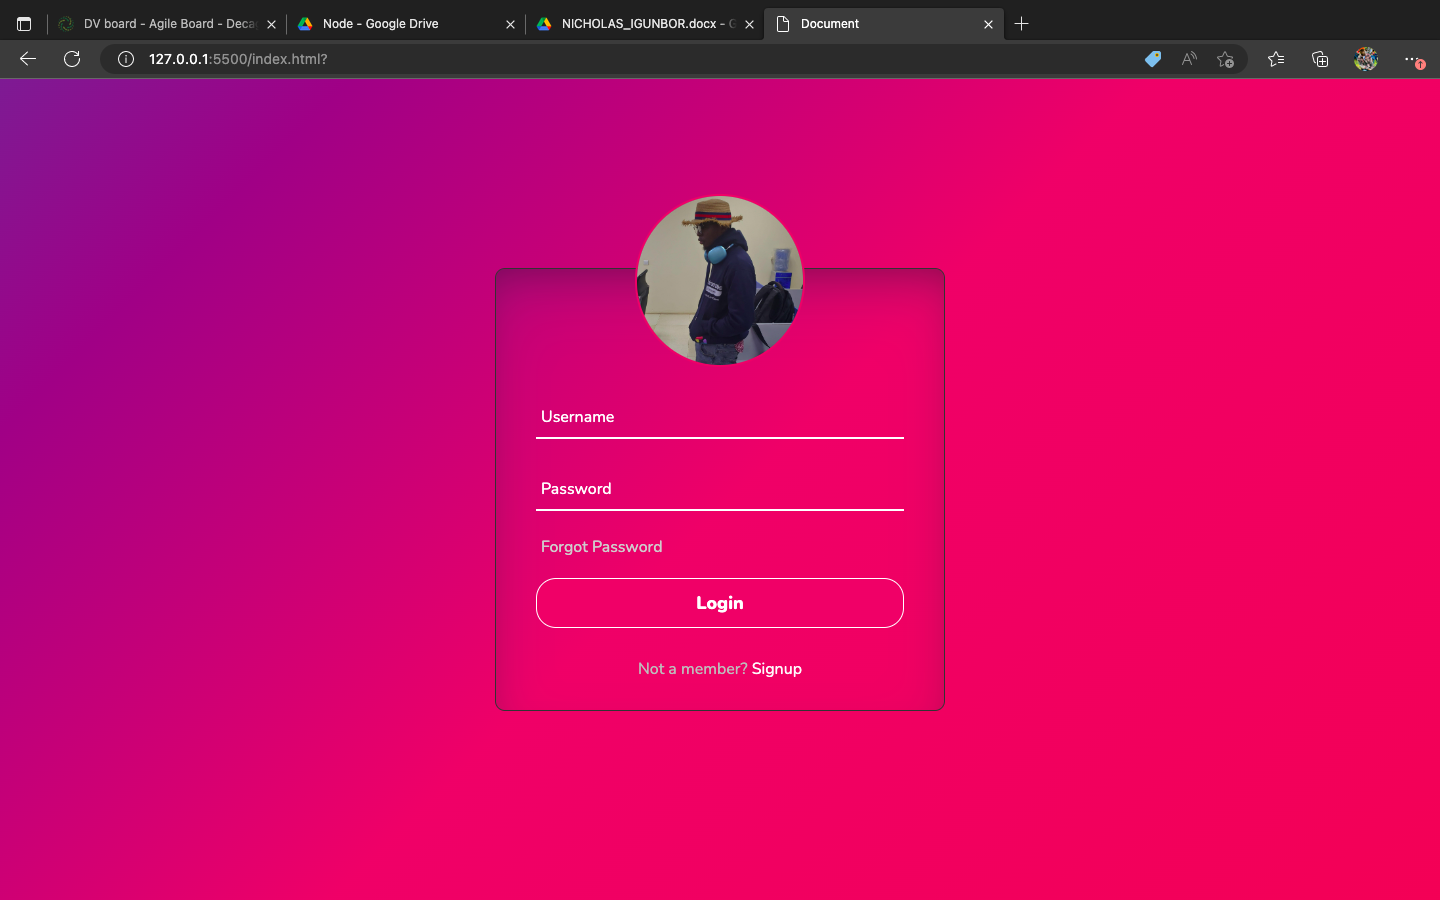 DV board - Agile Board - Deca
Node - Google Drive
NICHOLAS_IGUNBOR.docx - G
Document
127.0.0.1:5500/index.html?
Username
Password
Forgot Password
Login
Not a member? Signup